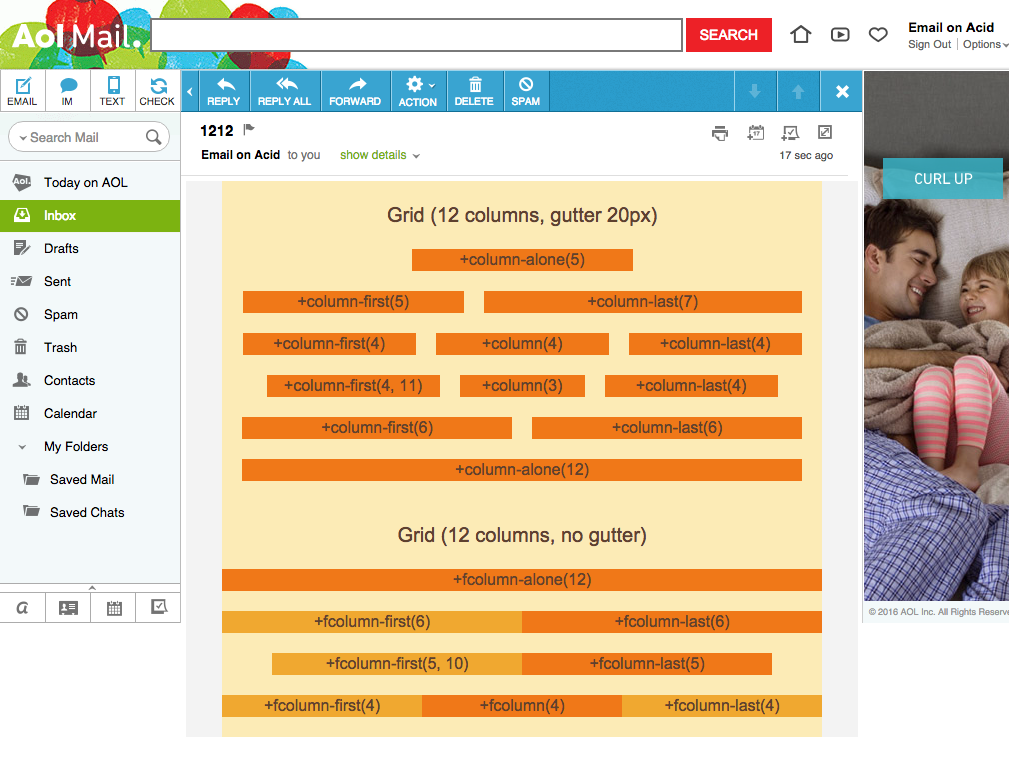 Aol Mail.
SEARCH
Email on Acid
Sign Out | Options
EMAIL IM TEXT CHECK
REPLY REPLY ALL FORWARD ACTION DELETE SPAM
Search Mail
1212
Email on Acid to you show details
17
17 sec ago
CURL UP
Aol. Today on AOL
Inbox
Drafts
Sent
Spam
Trash
Contacts
Calendar
My Folders
Saved Mail
Saved Chats
a
Grid (12 columns, gutter 20px)
+column-alone(5)
+column-first(5) +column-last(7)
+column-first(4) +column(4) +column-last(4)
+column-first(4, 11) +column(3) +column-last(4)
+column-first(6) +column-last(6)
+column-alone(12)
Grid (12 columns, no gutter)
+fcolumn-alone(12)
+fcolumn-first(6) +fcolumn-last(6)
+fcolumn-first(5, 10) +fcolumn-last(5)
+fcolumn-first(4) +fcolumn(4) +fcolumn-last(4)
© 2016 AOL Inc. All Rights Reserve